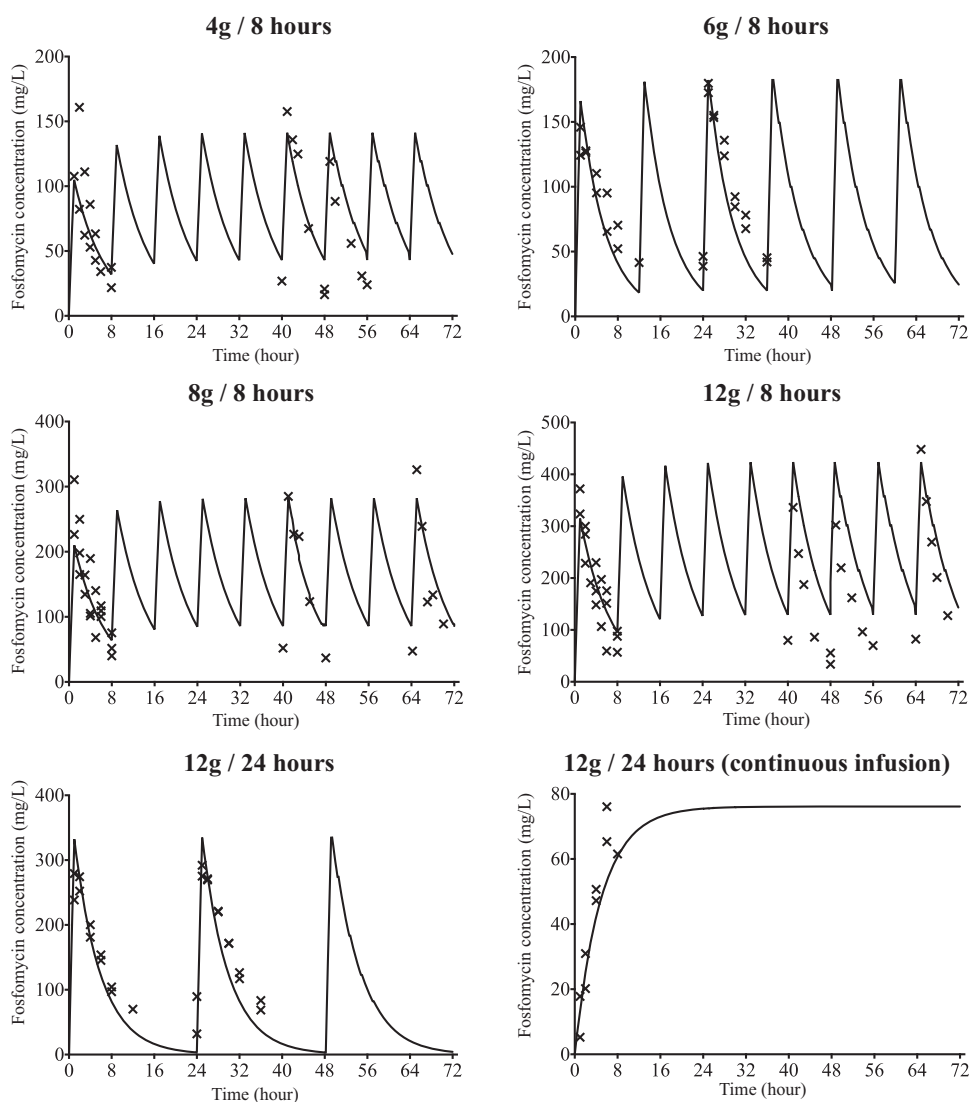 4g / 8 hours
Fosfomycin concentration (mg/L)
200
150
100
50
0
0 8 16 24 32 40 48 56 64 72
Time (hour)
6g / 8 hours
Fosfomycin concentration (mg/L)
200
150
100
50
0
0 8 16 24 32 40 48 56 64 72
Time (hour)
8g / 8 hours
Fosfomycin concentration (mg/L)
400
300
200
100
0
0 8 16 24 32 40 48 56 64 72
Time (hour)
12g / 8 hours
Fosfomycin concentration (mg/L)
500
400
300
200
100
0
0 8 16 24 32 40 48 56 64 72
Time (hour)
12g / 24 hours
Fosfomycin concentration (mg/L)
400
300
200
100
0
0 8 16 24 32 40 48 56 64 72
Time (hour)
12g / 24 hours (continuous infusion)
Fosfomycin concentration (mg/L)
80
60
40
20
0
0 8 16 24 32 40 48 56 64 72
Time (hour)